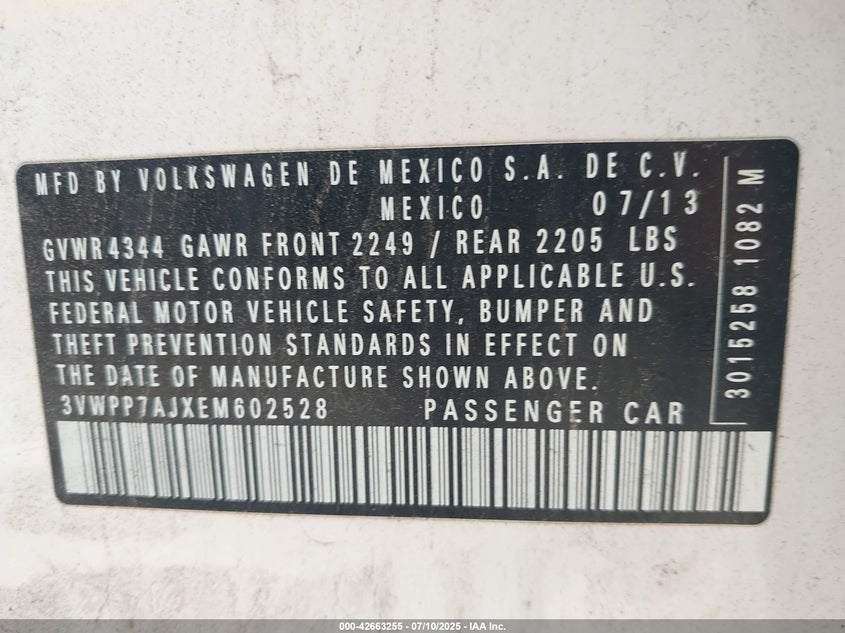 MFD BY VOLKSWAGEN DE MEXICO S.A. DE C.V.
MEXICO 07/13
GVWR 4344 GAWR FRONT 2249 / REAR 2205 LBS
THIS VEHICLE CONFORMS TO ALL APPLICABLE U.S.
FEDERAL MOTOR VEHICLE SAFETY, BUMPER AND
THEFT PREVENTION STANDARDS IN EFFECT ON
THE DATE OF MANUFACTURE SHOWN ABOVE.
3VWPP7AJXEM602528 PASSENGER CAR
3015258 1082 M
000-42663255 - 07/10/2025 - IAA Inc.